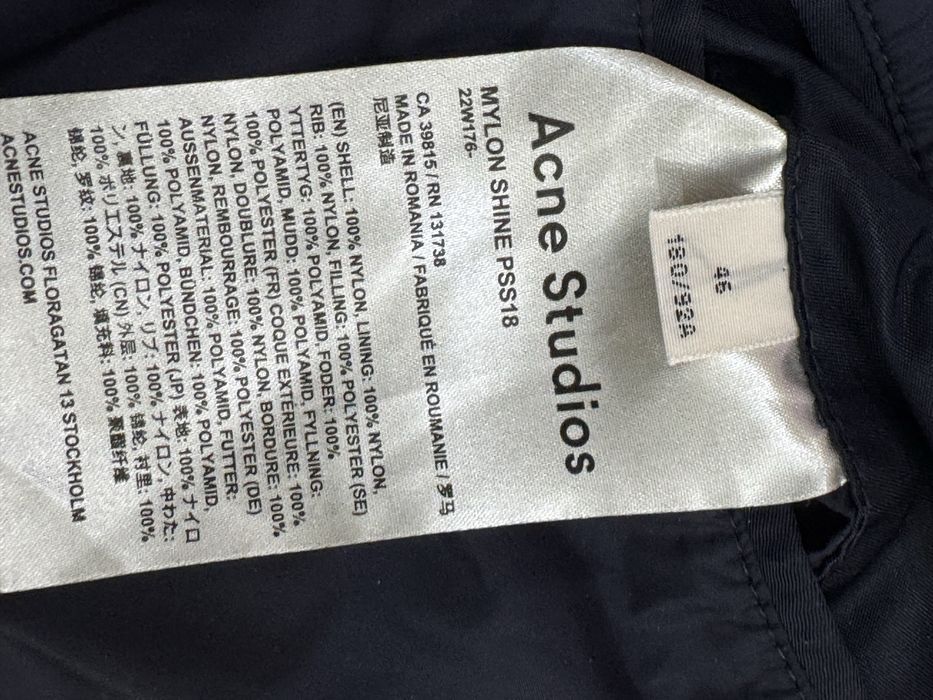 Acne Studios
MYLON SHINE PSS18
22W176-
CA 39815 / RN 131738
MADE IN ROMANIA / FABRIQUÉ EN ROUMANIE / 罗马
尼亚制造
(EN) SHELL: 100% NYLON, LINING: 100% NYLON,
RIB: 100% NYLON, FILLING: 100% POLYESTER (SE)
YTTERTYG: 100% POLYAMID, FODER: 100%
POLYAMID, MUDD: 100% POLYAMID, FYLLNING:
100% POLYESTER (FR) COQUE EXTÉRIEURE: 100%
NYLON, DOUBLURE: 100% NYLON, BORDURE: 100%
NYLON, REMBOURRAGE: 100% POLYESTER (DE)
AUSSENMATERIAL: 100% POLYAMID, FUTTER:
100% POLYAMID, BÜNDCHEN: 100% POLYAMID,
FÜLLUNG: 100% POLYESTER (JP) 表地: 100% ナイロ
ン, 裏地: 100% ナイロン, リブ: 100% ナイロン, 中わた:
100% ポリエステル (CN) 外层: 100% 锦纶, 衬里: 100%
锦纶, 罗纹: 100% 锦纶, 填充料: 100% 聚酯纤维
ACNE STUDIOS FLORAGATAN 13 STOCKHOLM
ACNESTUDIOS.COM
46
180/92A